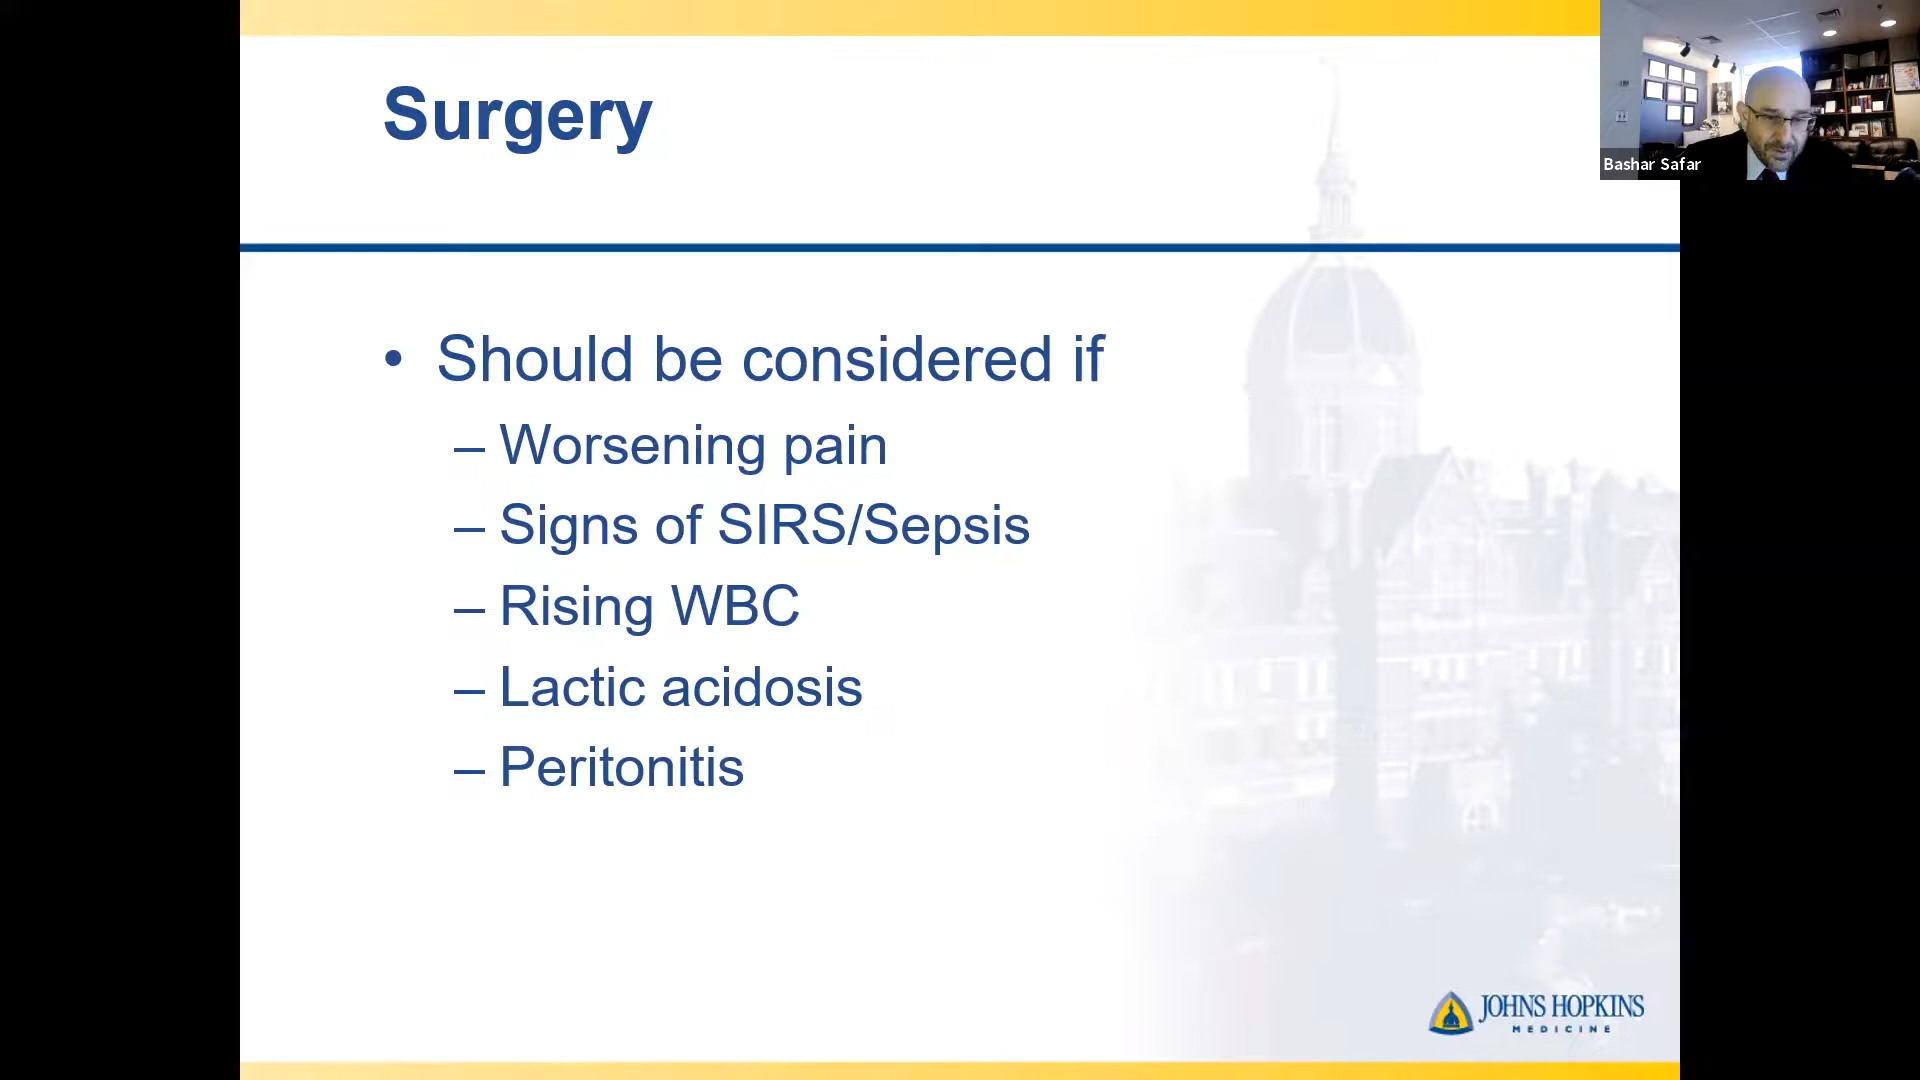 Surgery
Bashar Safar
• Should be considered if
– Worsening pain
– Signs of SIRS/Sepsis
– Rising WBC
– Lactic acidosis
– Peritonitis
JOHNS HOPKINS
MEDICINE